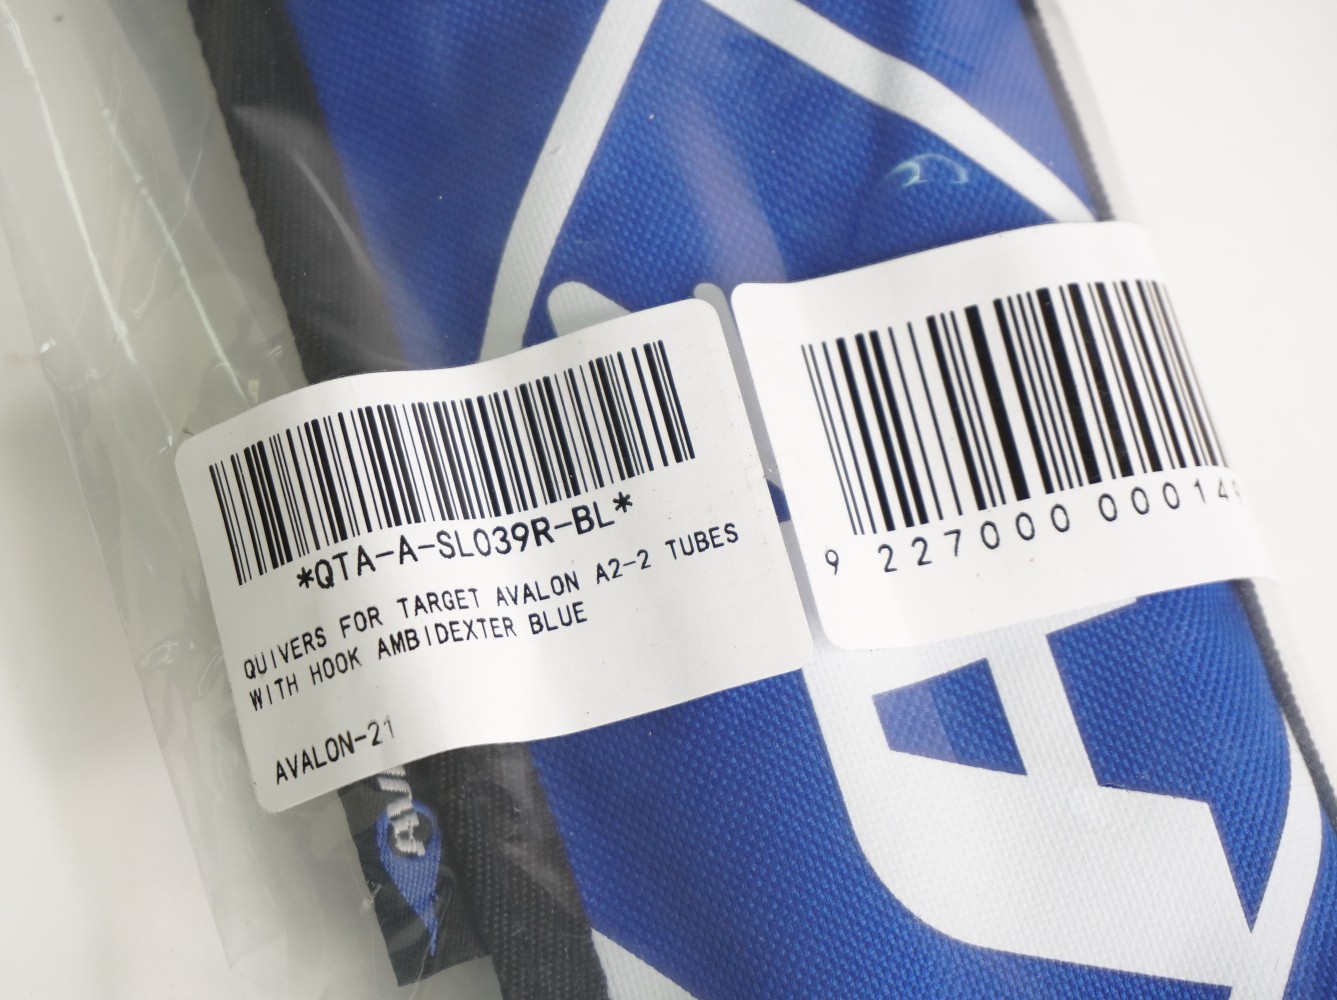 *QTA-A-SL039R-BL*
QUIVERS FOR TARGET AVALON A2-2 TUBES
WITH HOOK AMBIDEXTER BLUE
AVALON-21
9 227000 00014